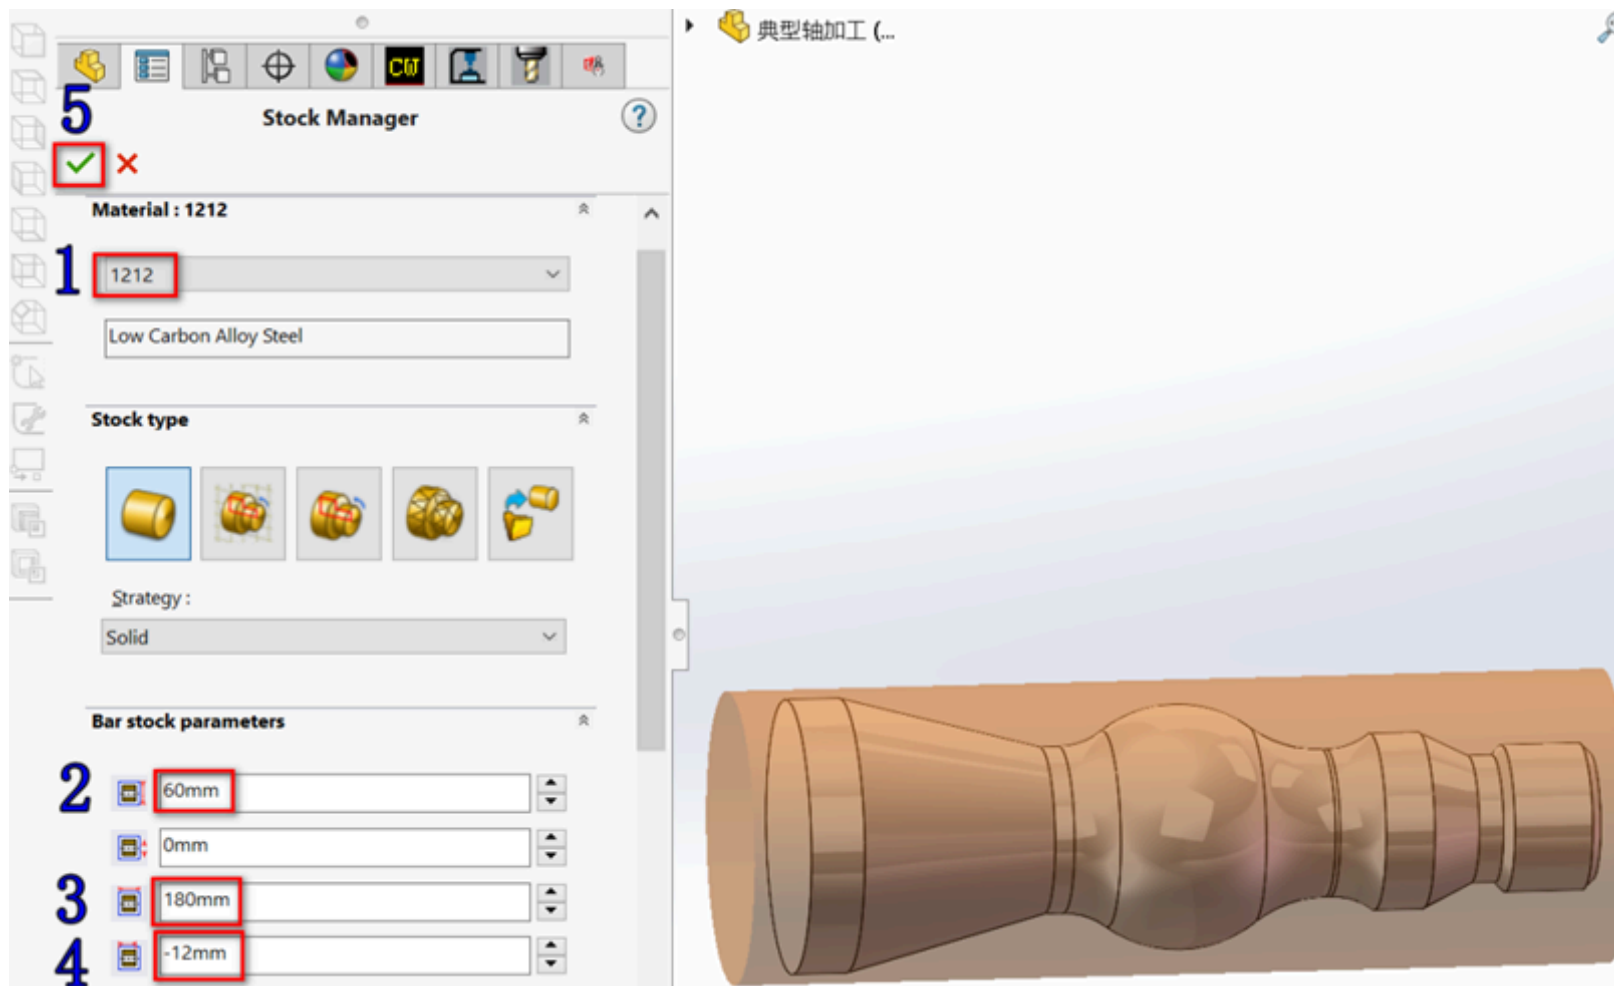 典型轴加工 (...
CW
5
Stock Manager
?
Material : 1212
1
1212
Low Carbon Alloy Steel
Stock type
Strategy :
Solid
Bar stock parameters
2
60mm
0mm
3
180mm
4
-12mm